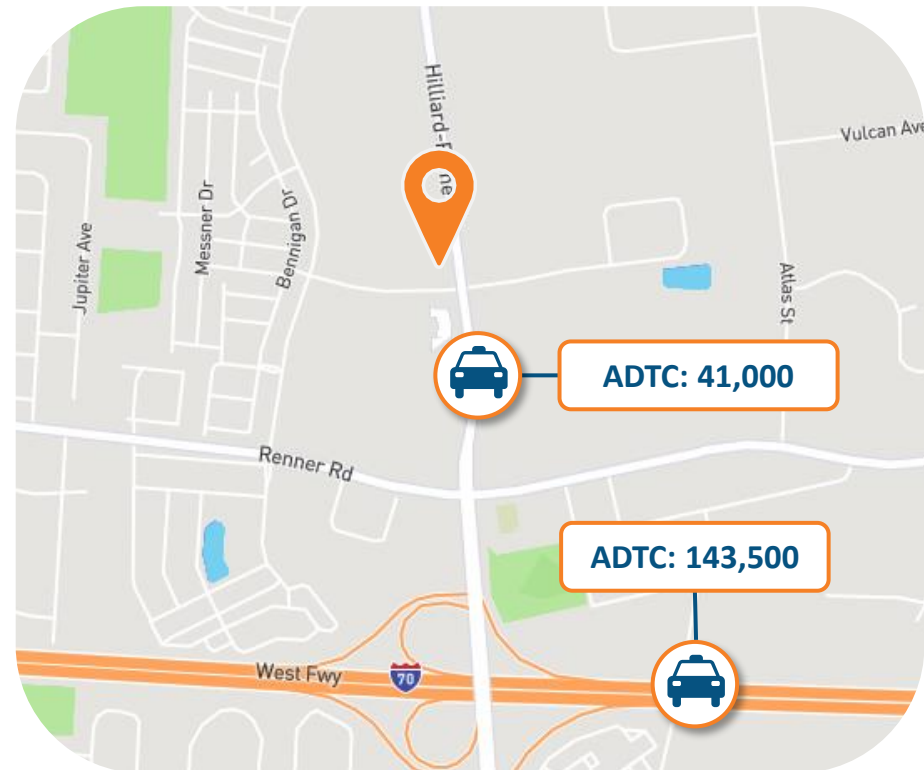 Hilliard-
ne
Vulcan Ave
Messner Dr
Bennigan Dr
Jupiter Ave
Atlas St
ADTC: 41,000
Renner Rd
ADTC: 143,500
West Fwy
70